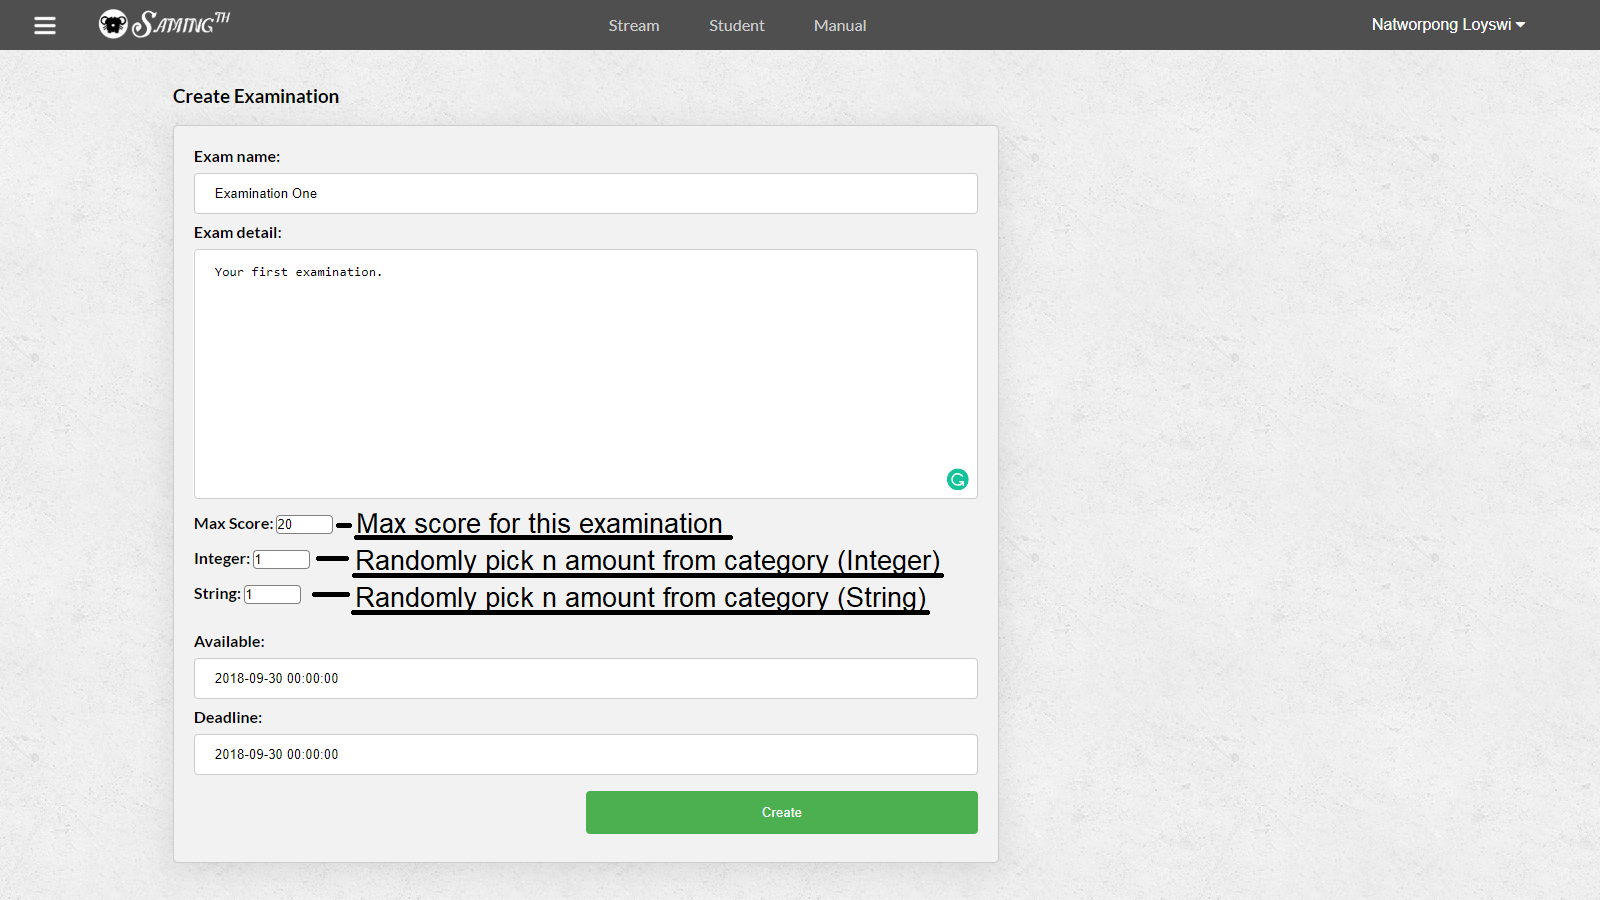 SamingTH
Stream Student Manual
Natworpong Loyswi
Create Examination
Exam name:
Examination One
Exam detail:
Your first examination.
Max Score: 20 Max score for this examination
Integer: 1 Randomly pick n amount from category (Integer)
String: 1 Randomly pick n amount from category (String)
Available:
2018-09-30 00:00:00
Deadline:
2018-09-30 00:00:00
Create